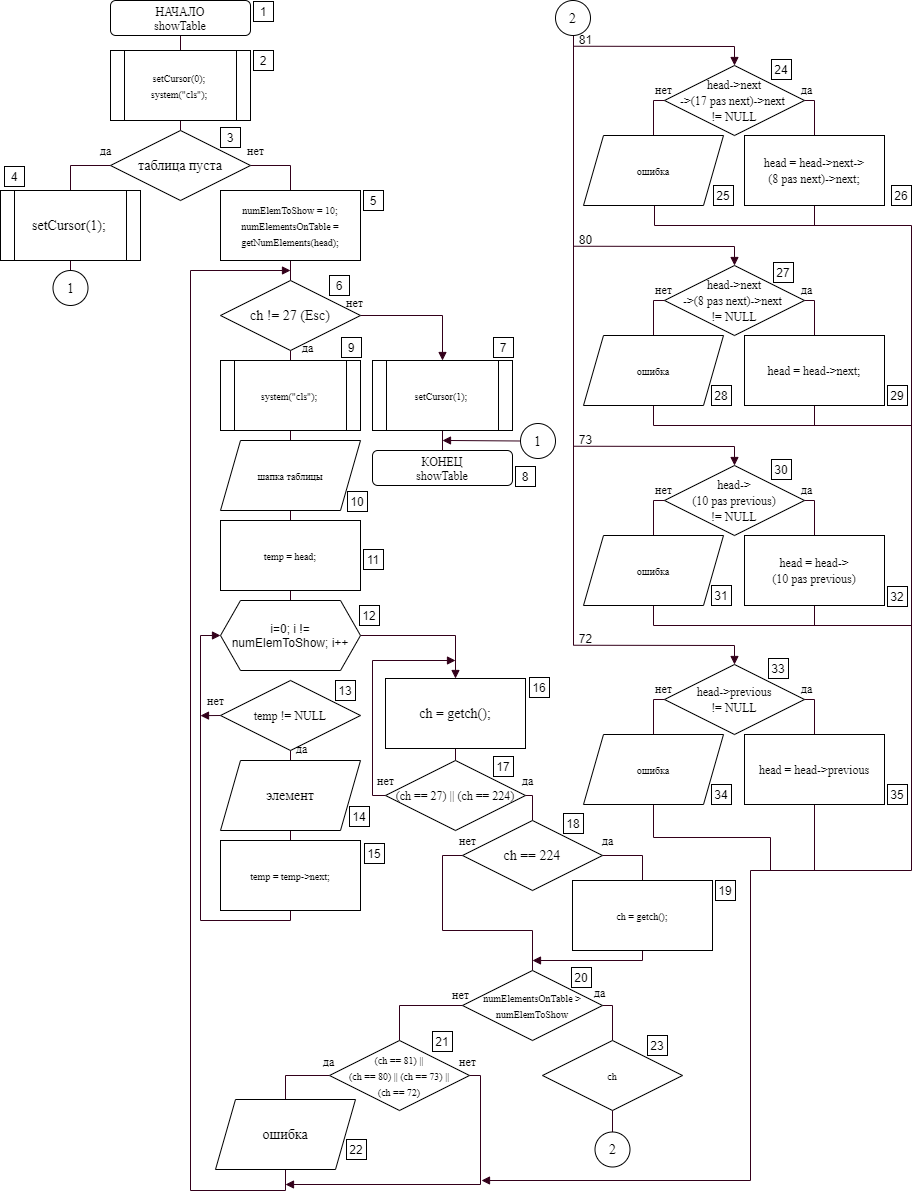 НАЧАЛО
showTable
1
setCursor(0);
system("cls");
2
таблица пуста
3
да
нет
setCursor(1);
4
1
numElemToShow = 10;
numElementsOnTable =
getNumElements(head);
5
ch != 27 (Esc)
6
нет
да
setCursor(1);
7
1
КОНЕЦ
showTable
8
system("cls");
9
шапка таблицы
10
temp = head;
11
i=0; i !=
numElemToShow; i++
12
temp != NULL
13
нет
да
элемент
14
temp = temp->next;
15
ch = getch();
16
(ch == 27) || (ch == 224)
17
нет
да
ch == 224
18
нет
да
ch = getch();
19
numElementsOnTable >
numElemToShow
20
нет
да
(ch == 81) ||
(ch == 80) || (ch == 73) ||
(ch == 72)
21
да
нет
ошибка
22
ch
23
2
2
81
head->next
->(17 раз next)->next
!= NULL
24
нет
да
ошибка
25
head = head->next->
(8 раз next)->next;
26
80
head->next
->(8 раз next)->next
!= NULL
27
нет
да
ошибка
28
head = head->next;
29
73
head->
(10 раз previous)
!= NULL
30
нет
да
ошибка
31
head = head->
(10 раз previous)
32
72
head->previous
!= NULL
33
нет
да
ошибка
34
head = head->previous
35